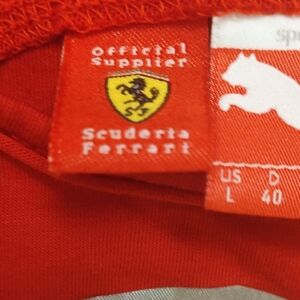 Official
Supplier
Scuderia
Ferrari
US D
L 40